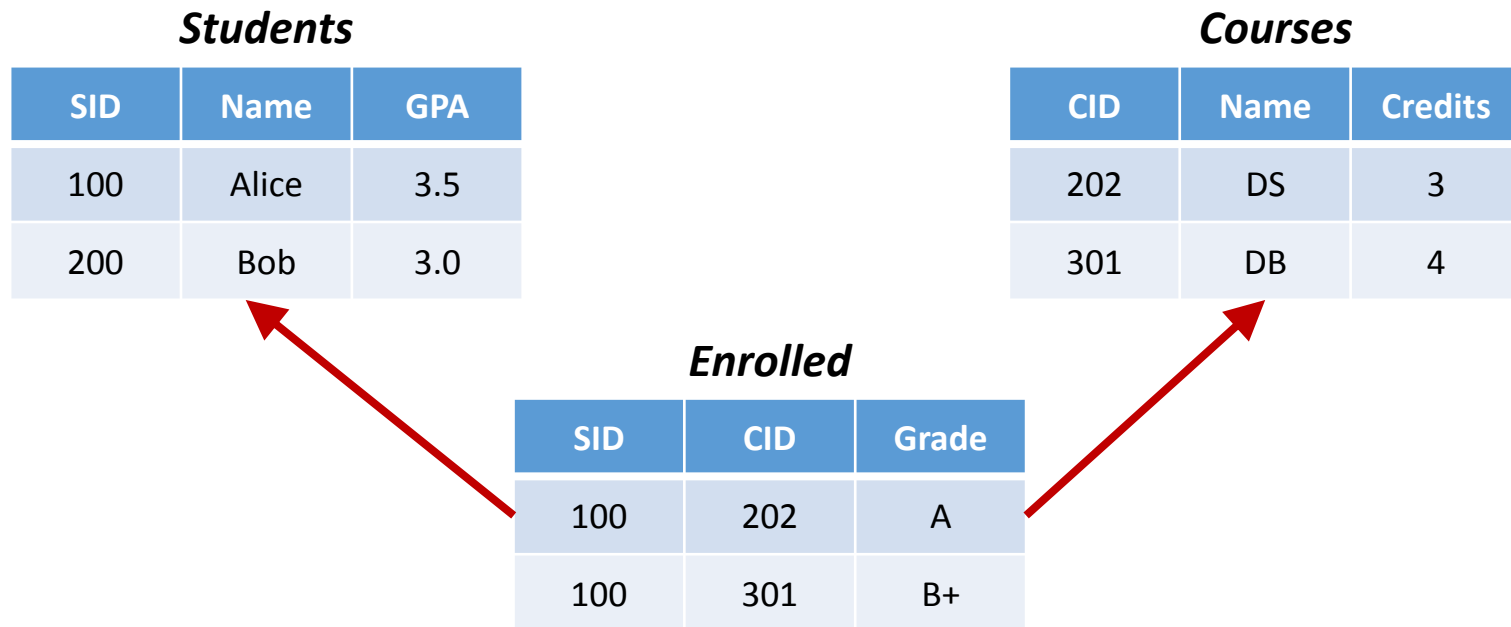 Students
SID Name GPA
100 Alice 3.5
200 Bob 3.0
Courses
CID Name Credits
202 DS 3
301 DB 4
Enrolled
SID CID Grade
100 202 A
100 301 B+